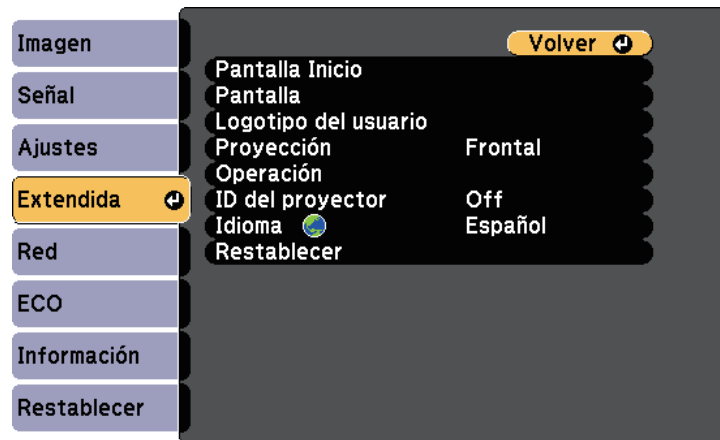 Imagen
Señal
Ajustes
Extendida
Red
ECO
Información
Restablecer
Volver
Pantalla Inicio
Pantalla
Logotipo del usuario
Proyección Frontal
Operación
ID del proyector Off
Idioma Español
Restablecer